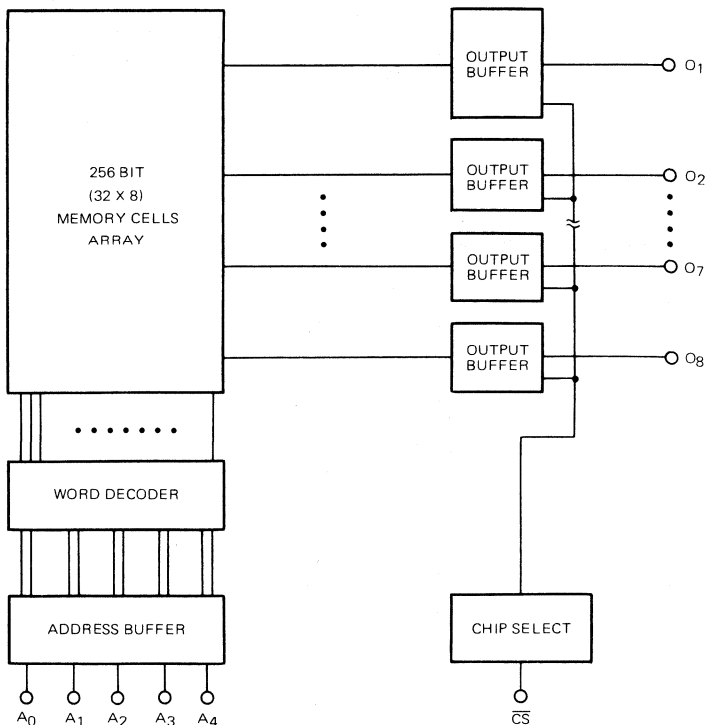 OUTPUT
BUFFER
O1
256 BIT
(32 X 8)
MEMORY CELLS
ARRAY
OUTPUT
BUFFER
O2
OUTPUT
BUFFER
O7
OUTPUT
BUFFER
O8
WORD DECODER
ADDRESS BUFFER
CHIP SELECT
A0 A1 A2 A3 A4
CS